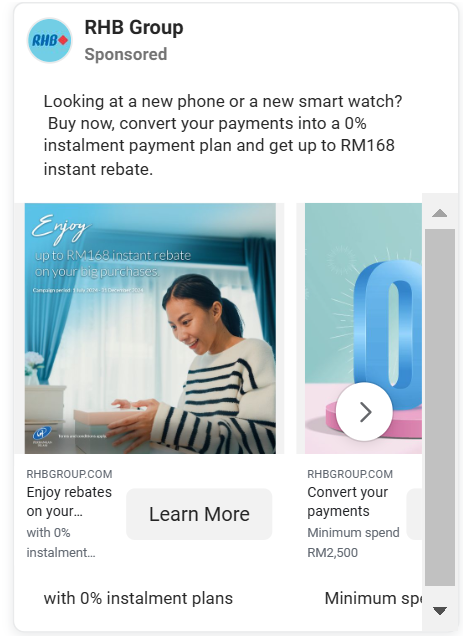 RHB
RHB Group
Sponsored
Looking at a new phone or a new smart watch?
Buy now, convert your payments into a 0%
instalment payment plan and get up to RM168
instant rebate.
Enjoy
up to RM168 instant rebate
on your big purchases.
Campaign period: 1 July 2024 - 31 December 2024
0
RHBGROUP.COM
Enjoy rebates
on your...
with 0%
instalment...
Learn More
RHBGROUP.COM
Convert your
payments
Minimum spend
RM2,500
with 0% instalment plans
Minimum spe